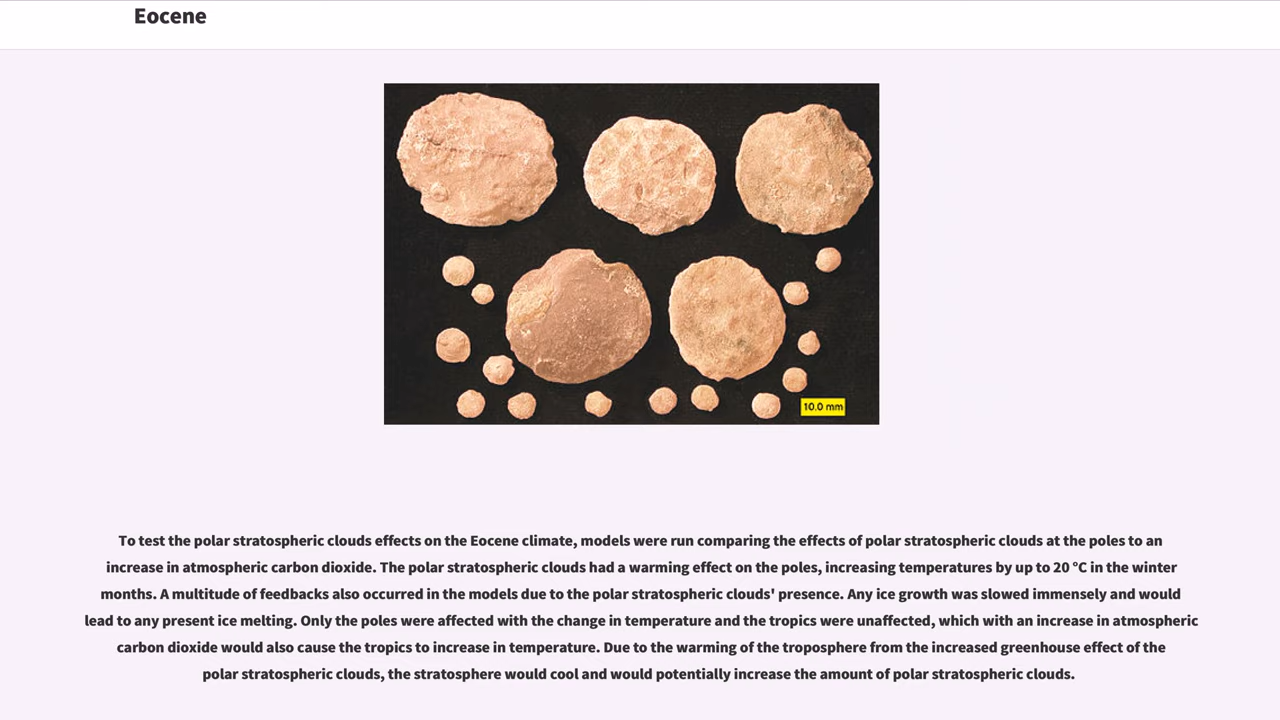 Eocene
10.0 mm
To test the polar stratospheric clouds effects on the Eocene climate, models were run comparing the effects of polar stratospheric clouds at the poles to an
increase in atmospheric carbon dioxide. The polar stratospheric clouds had a warming effect on the poles, increasing temperatures by up to 20 °C in the winter
months. A multitude of feedbacks also occurred in the models due to the polar stratospheric clouds' presence. Any ice growth was slowed immensely and would
lead to any present ice melting. Only the poles were affected with the change in temperature and the tropics were unaffected, which with an increase in atmospheric
carbon dioxide would also cause the tropics to increase in temperature. Due to the warming of the troposphere from the increased greenhouse effect of the
polar stratospheric clouds, the stratosphere would cool and would potentially increase the amount of polar stratospheric clouds.